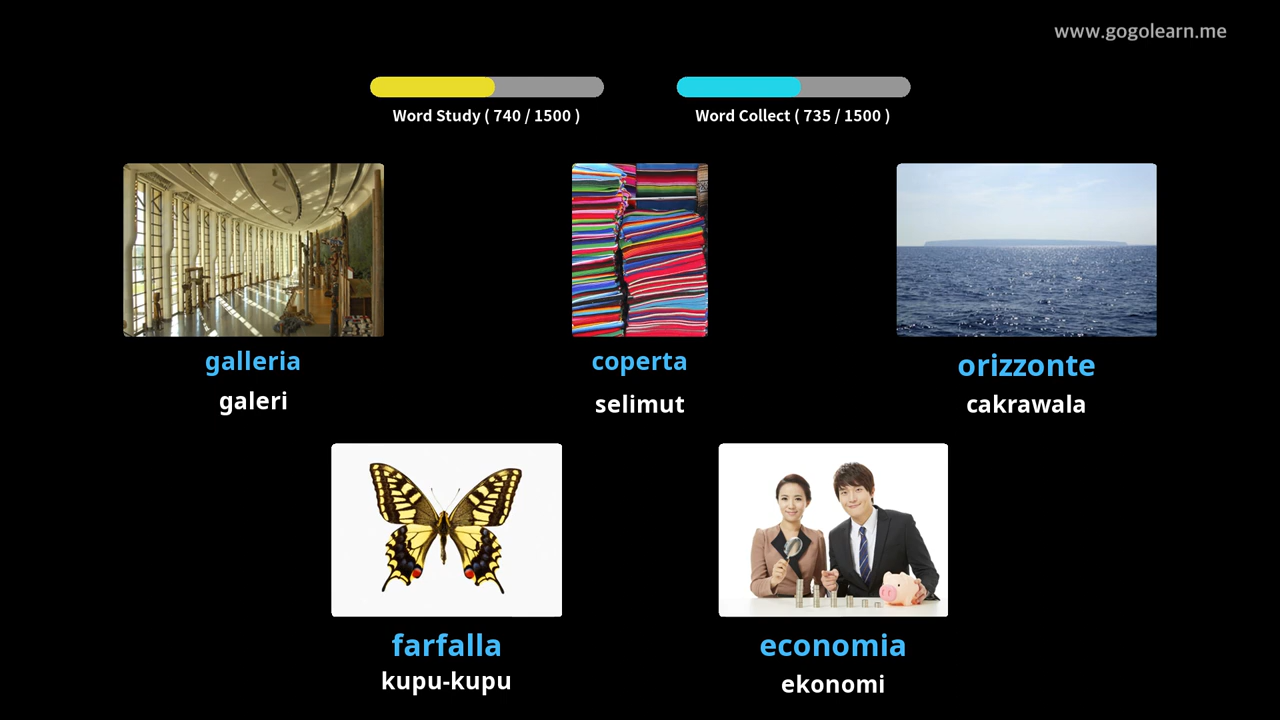 www.gogolearn.me
Word Study ( 740 / 1500 )
Word Collect ( 735 / 1500 )
galleria
galeri
coperta
selimut
orizzonte
cakrawala
farfalla
kupu-kupu
economia
ekonomi